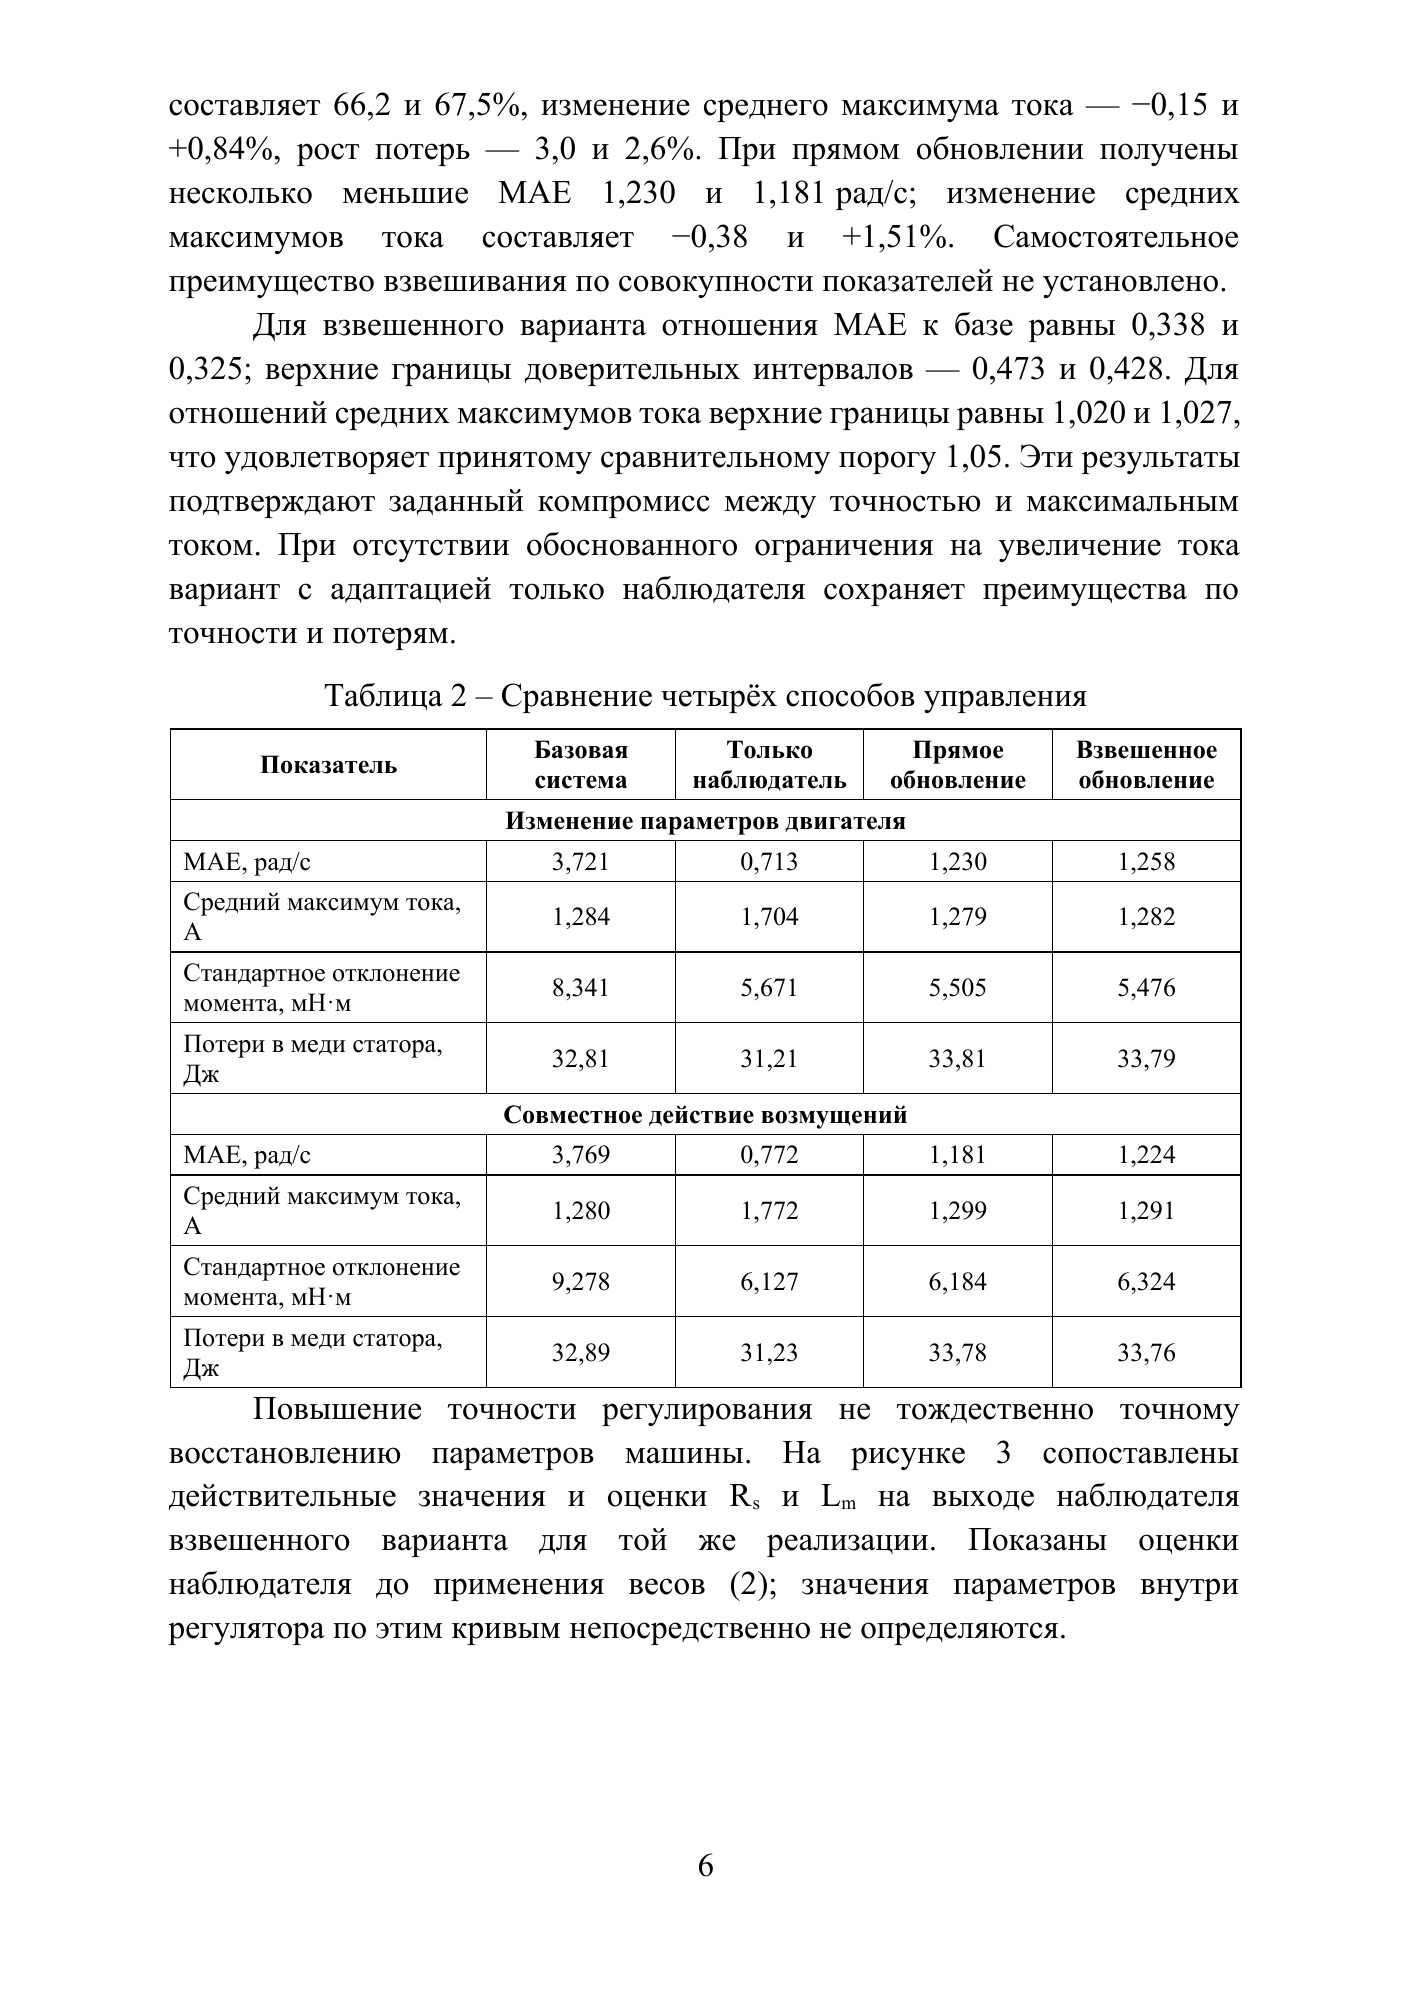 составляет 66,2 и 67,5%, изменение среднего максимума тока — −0,15 и
+0,84%, рост потерь — 3,0 и 2,6%. При прямом обновлении получены
несколько меньшие MAE 1,230 и 1,181 рад/с; изменение средних
максимумов тока составляет −0,38 и +1,51%. Самостоятельное
преимущество взвешивания по совокупности показателей не установлено.
Для взвешенного варианта отношения MAE к базе равны 0,338 и
0,325; верхние границы доверительных интервалов — 0,473 и 0,428. Для
отношений средних максимумов тока верхние границы равны 1,020 и 1,027,
что удовлетворяет принятому сравнительному порогу 1,05. Эти результаты
подтверждают заданный компромисс между точностью и максимальным
током. При отсутствии обоснованного ограничения на увеличение тока
вариант с адаптацией только наблюдателя сохраняет преимущества по
точности и потерям.
Таблица 2 – Сравнение четырёх способов управления
Показатель Базовая система Только наблюдатель Прямое обновление Взвешенное обновление
Изменение параметров двигателя
MAE, рад/с 3,721 0,713 1,230 1,258
Средний максимум тока, А 1,284 1,704 1,279 1,282
Стандартное отклонение момента, мН·м 8,341 5,671 5,505 5,476
Потери в меди статора, Дж 32,81 31,21 33,81 33,79
Совместное действие возмущений
MAE, рад/с 3,769 0,772 1,181 1,224
Средний максимум тока, А 1,280 1,772 1,299 1,291
Стандартное отклонение момента, мН·м 9,278 6,127 6,184 6,324
Потери в меди статора, Дж 32,89 31,23 33,78 33,76
Повышение точности регулирования не тождественно точному
восстановлению параметров машины. На рисунке 3 сопоставлены
действительные значения и оценки Rs и Lm на выходе наблюдателя
взвешенного варианта для той же реализации. Показаны оценки
наблюдателя до применения весов (2); значения параметров внутри
регулятора по этим кривым непосредственно не определяются.
6